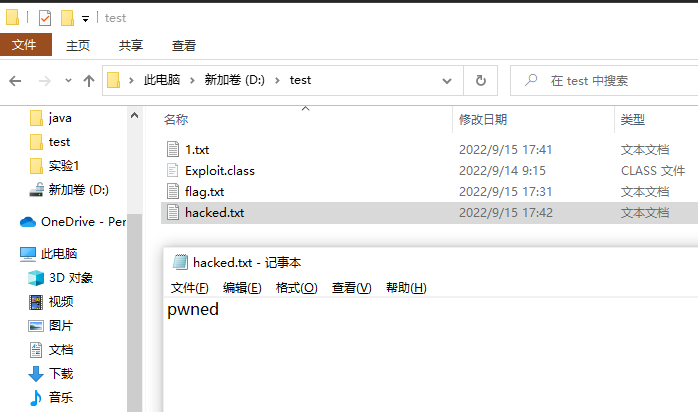 test
文件 主页 共享 查看
此电脑 新加卷 (D:) test
在 test 中搜索
java
test
实验1
新加卷 (D:)
OneDrive - Per
此电脑
3D 对象
视频
图片
文档
下载
音乐
名称 修改日期 类型
1.txt 2022/9/15 17:41 文本文档
Exploit.class 2022/9/14 9:15 CLASS 文件
flag.txt 2022/9/15 17:31 文本文档
hacked.txt 2022/9/15 17:42 文本文档
hacked.txt - 记事本
文件(F) 编辑(E) 格式(O) 查看(V) 帮助(H)
pwned